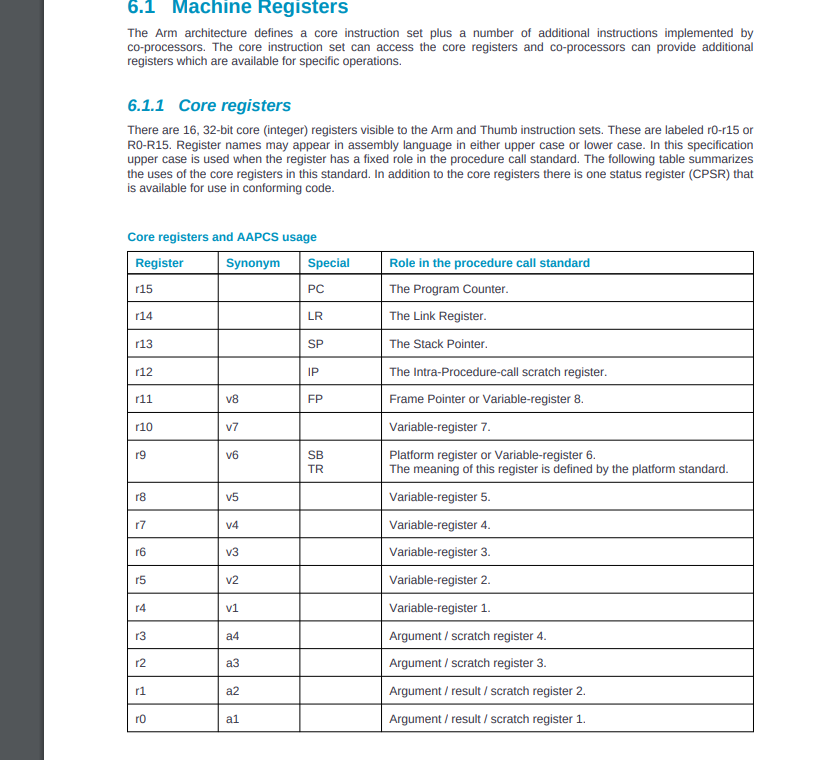 6.1 Machine Registers
The Arm architecture defines a core instruction set plus a number of additional instructions implemented by
co-processors. The core instruction set can access the core registers and co-processors can provide additional
registers which are available for specific operations.
6.1.1 Core registers
There are 16, 32-bit core (integer) registers visible to the Arm and Thumb instruction sets. These are labeled r0-r15 or
R0-R15. Register names may appear in assembly language in either upper case or lower case. In this specification
upper case is used when the register has a fixed role in the procedure call standard. The following table summarizes
the uses of the core registers in this standard. In addition to the core registers there is one status register (CPSR) that
is available for use in conforming code.
Core registers and AAPCS usage
Register Synonym Special Role in the procedure call standard
r15 PC The Program Counter.
r14 LR The Link Register.
r13 SP The Stack Pointer.
r12 IP The Intra-Procedure-call scratch register.
r11 v8 FP Frame Pointer or Variable-register 8.
r10 v7 Variable-register 7.
r9 v6 SB Platform register or Variable-register 6.
TR The meaning of this register is defined by the platform standard.
r8 v5 Variable-register 5.
r7 v4 Variable-register 4.
r6 v3 Variable-register 3.
r5 v2 Variable-register 2.
r4 v1 Variable-register 1.
r3 a4 Argument / scratch register 4.
r2 a3 Argument / scratch register 3.
r1 a2 Argument / result / scratch register 2.
r0 a1 Argument / result / scratch register 1.